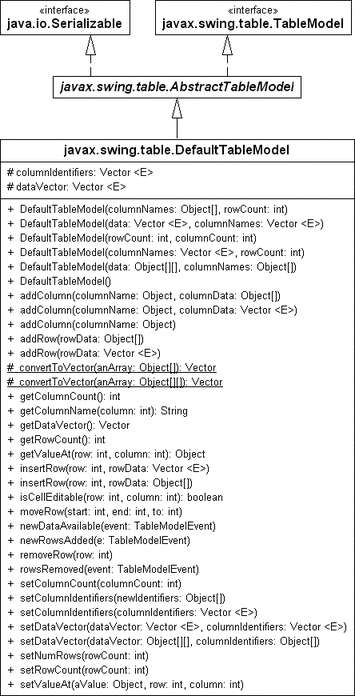 «interface»
java.io.Serializable
«interface»
javax.swing.table.TableModel
javax.swing.table.AbstractTableModel
javax.swing.table.DefaultTableModel
# columnIdentifiers: Vector <E>
# dataVector: Vector <E>
+ DefaultTableModel(columnNames: Object[], rowCount: int)
+ DefaultTableModel(data: Vector <E>, columnNames: Vector <E>)
+ DefaultTableModel(rowCount: int, columnCount: int)
+ DefaultTableModel(columnNames: Vector <E>, rowCount: int)
+ DefaultTableModel(data: Object[][], columnNames: Object[])
+ DefaultTableModel()
+ addColumn(columnName: Object, columnData: Object[])
+ addColumn(columnName: Object, columnData: Vector <E>)
+ addColumn(columnName: Object)
+ addRow(rowData: Object[])
+ addRow(rowData: Vector <E>)
# convertToVector(anArray: Object[]): Vector
# convertToVector(anArray: Object[][]): Vector
+ getColumnCount(): int
+ getColumnName(column: int): String
+ getDataVector(): Vector
+ getRowCount(): int
+ getValueAt(row: int, column: int): Object
+ insertRow(row: int, rowData: Vector <E>)
+ insertRow(row: int, rowData: Object[])
+ isCellEditable(row: int, column: int): boolean
+ moveRow(start: int, end: int, to: int)
+ newDataAvailable(event: TableModelEvent)
+ newRowsAdded(e: TableModelEvent)
+ removeRow(row: int)
+ rowsRemoved(event: TableModelEvent)
+ setColumnCount(columnCount: int)
+ setColumnIdentifiers(newIdentifiers: Object[])
+ setColumnIdentifiers(columnIdentifiers: Vector <E>)
+ setDataVector(dataVector: Vector <E>, columnIdentifiers: Vector <E>)
+ setDataVector(dataVector: Object[][], columnIdentifiers: Object[])
+ setNumRows(rowCount: int)
+ setRowCount(rowCount: int)
+ setValueAt(aValue: Object, row: int, column: int)